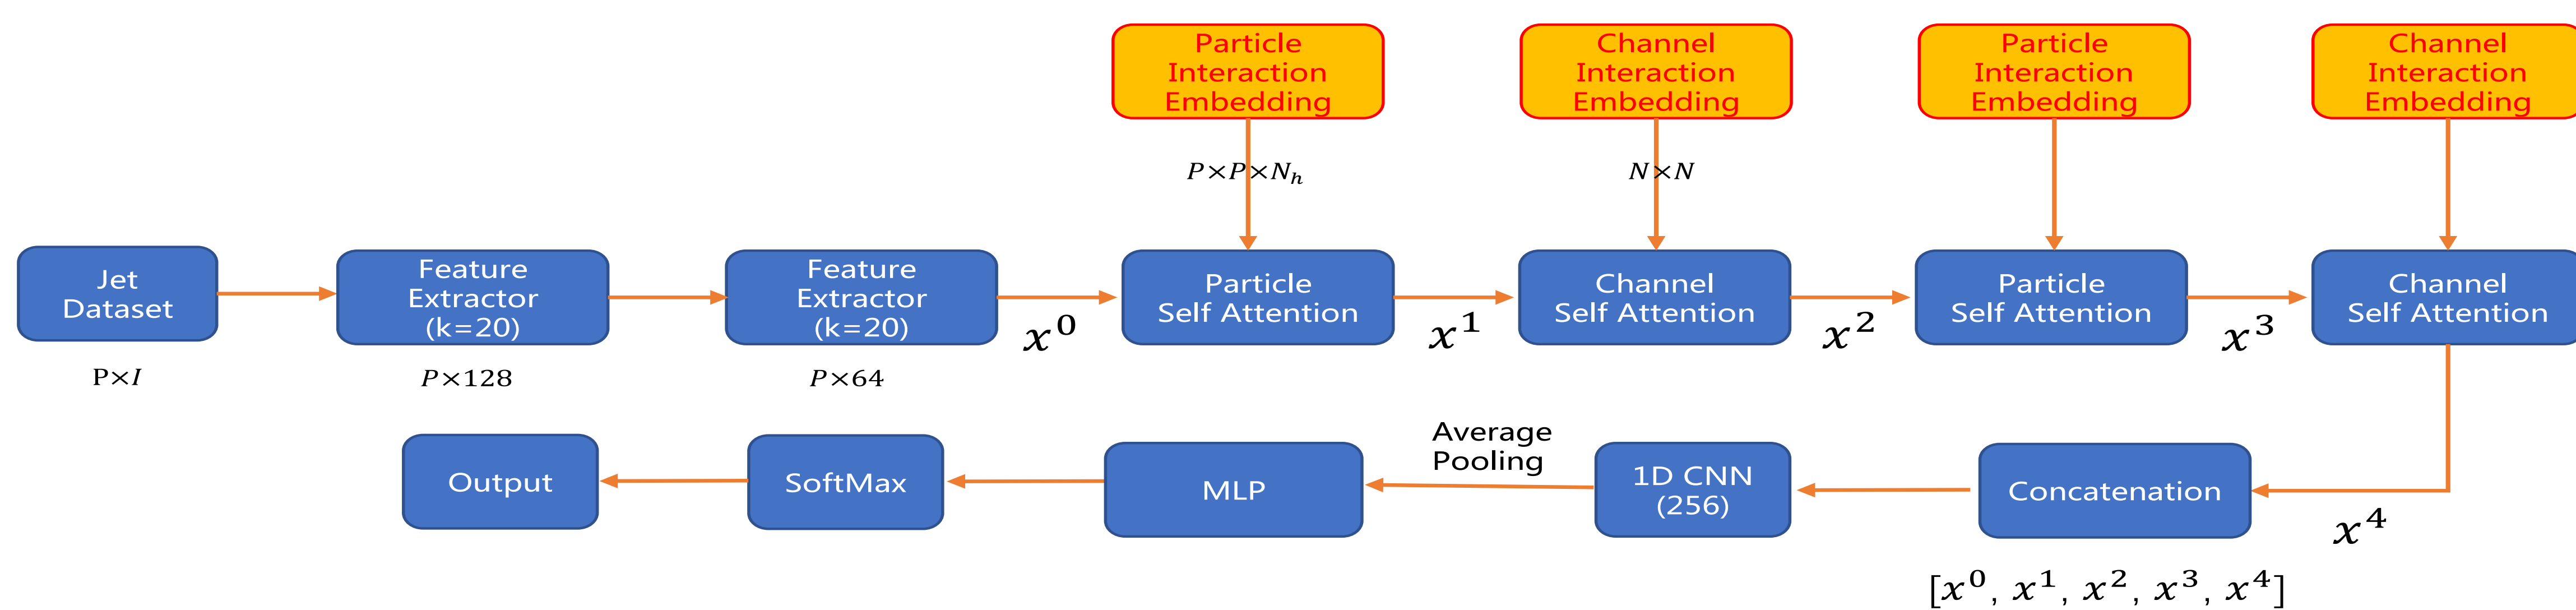 Particle
Interaction
Embedding
Channel
Interaction
Embedding
Particle
Interaction
Embedding
Channel
Interaction
Embedding
P×P×N_h
N×N
Jet
Dataset
Feature
Extractor
(k=20)
Feature
Extractor
(k=20)
x^0
Particle
Self Attention
x^1
Channel
Self Attention
x^2
Particle
Self Attention
x^3
Channel
Self Attention
P×I
P×128
P×64
Output
SoftMax
MLP
Average
Pooling
1D CNN
(256)
Concatenation
x^4
[x^0, x^1, x^2, x^3, x^4]